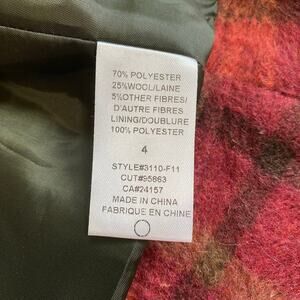 70% POLYESTER
25%WOOL/LAINE
5%OTHER FIBRES/
D'AUTRE FIBRES
LINING/DOUBLURE
100% POLYESTER
4
STYLE#3110-F11
CUT#95863
CA#24157
MADE IN CHINA
FABRIQUE EN CHINE